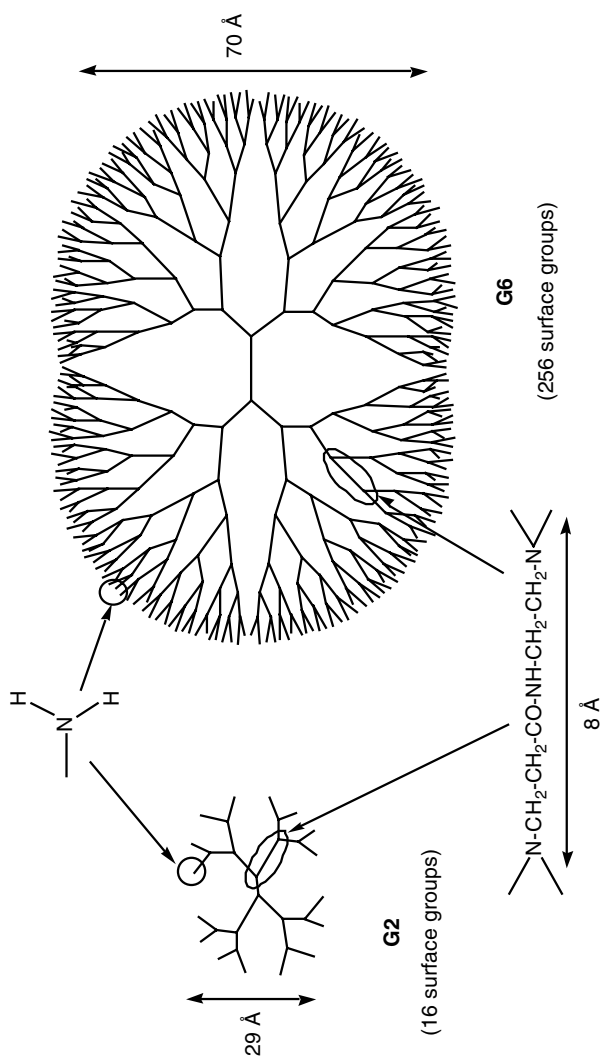 70 Å
G6
(256 surface groups)
H
N
H
29 Å
G2
(16 surface groups)
N-CH₂-CH₂-CO-NH-CH₂-CH₂-N
8 Å